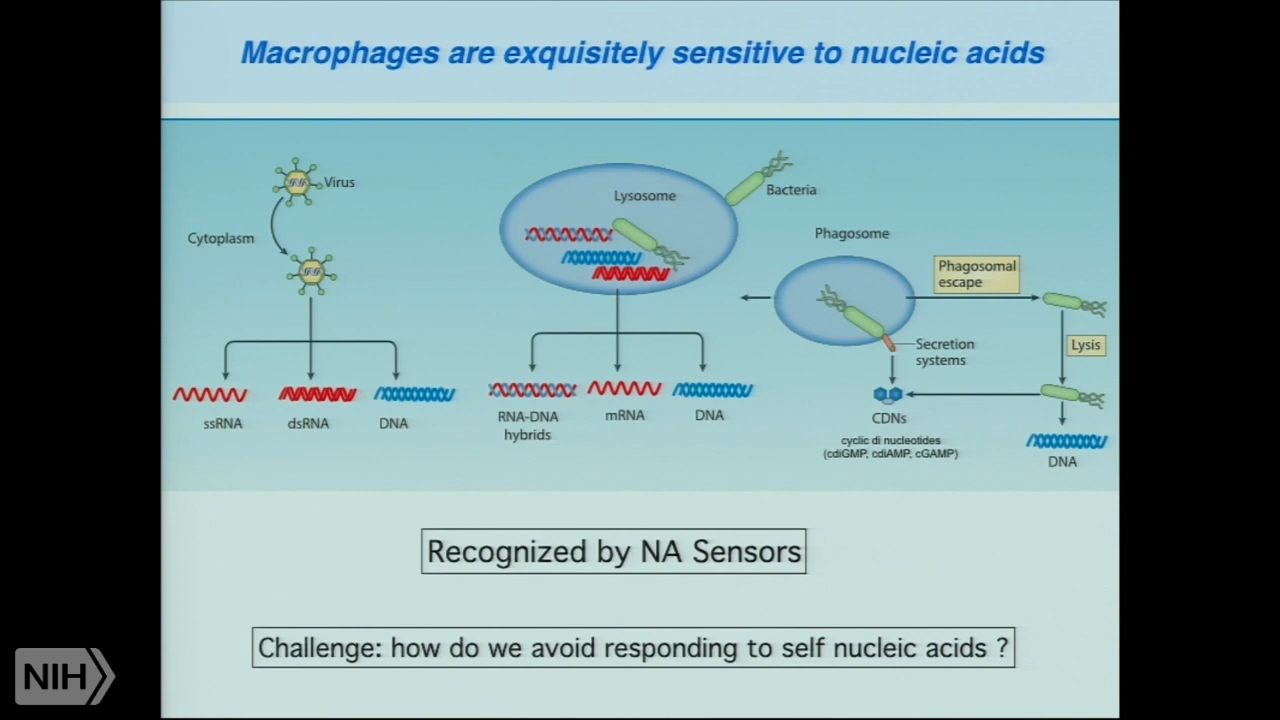 Macrophages are exquisitely sensitive to nucleic acids
Virus
Cytoplasm
ssRNA
dsRNA
DNA
Lysosome
Bacteria
RNA-DNA
hybrids
mRNA
DNA
Phagosome
Phagosomal
escape
Secretion
systems
Lysis
CDNs
cyclic di nucleotides
(cdiGMP, cdiAMP, cGAMP)
DNA
Recognized by NA Sensors
Challenge: how do we avoid responding to self nucleic acids ?
NIH